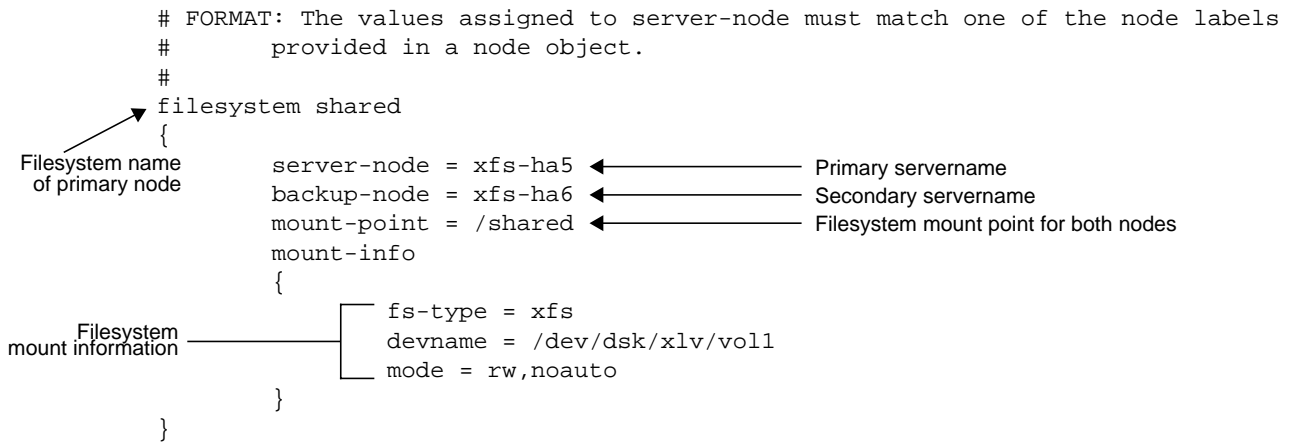 # FORMAT: The values assigned to server-node must match one of the node labels
#       provided in a node object.
#
filesystem shared
{
Filesystem name
of primary node
server-node = xfs-ha5
Primary servername
backup-node = xfs-ha6
Secondary servername
mount-point = /shared
Filesystem mount point for both nodes
mount-info
{
Filesystem
mount information
fs-type = xfs
devname = /dev/dsk/xlv/vol1
mode = rw,noauto
}
}